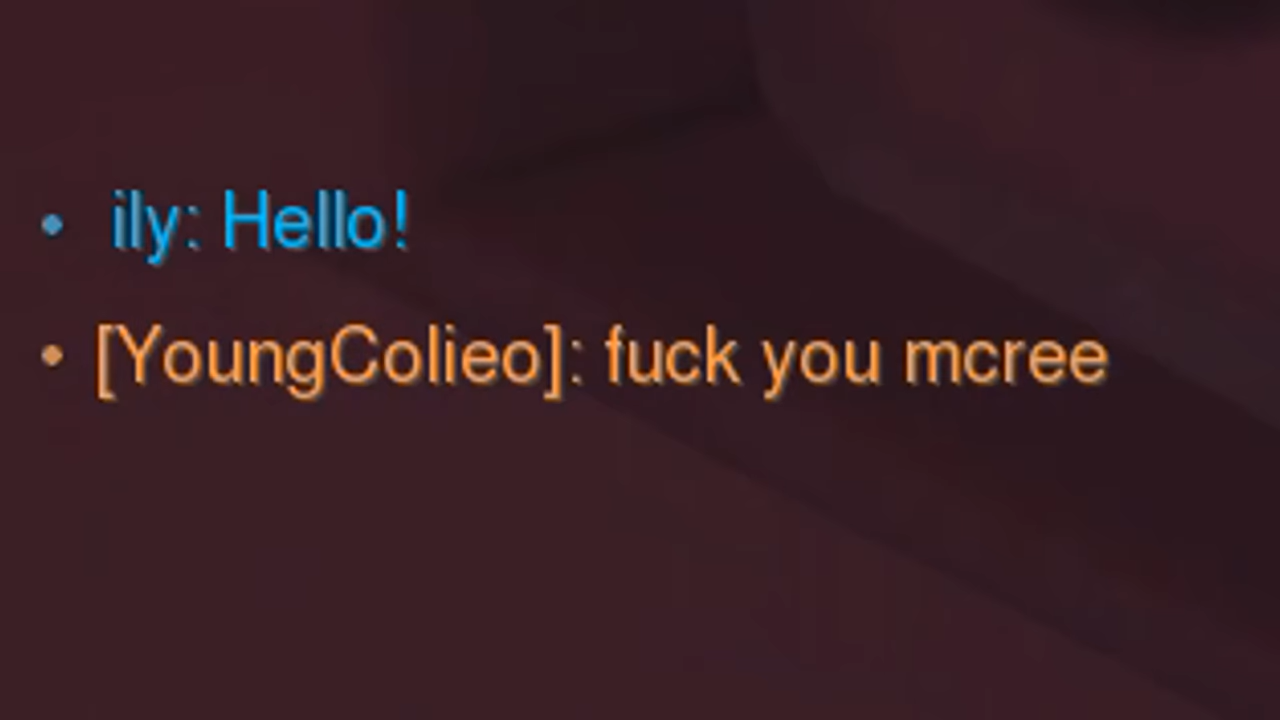 • ily: Hello!
• [YoungColieo]: fuck you mcree